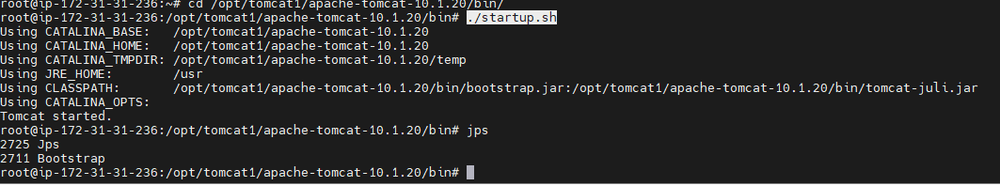 root@ip-172-31-31-236:~# cd /opt/tomcat1/apache-tomcat-10.1.20/bin/
root@ip-172-31-31-236:/opt/tomcat1/apache-tomcat-10.1.20/bin# ./startup.sh
Using CATALINA_BASE:   /opt/tomcat1/apache-tomcat-10.1.20
Using CATALINA_HOME:   /opt/tomcat1/apache-tomcat-10.1.20
Using CATALINA_TMPDIR: /opt/tomcat1/apache-tomcat-10.1.20/temp
Using JRE_HOME:        /usr
Using CLASSPATH:       /opt/tomcat1/apache-tomcat-10.1.20/bin/bootstrap.jar:/opt/tomcat1/apache-tomcat-10.1.20/bin/tomcat-juli.jar
Using CATALINA_OPTS:
Tomcat started.
root@ip-172-31-31-236:/opt/tomcat1/apache-tomcat-10.1.20/bin# jps
2725 Jps
2711 Bootstrap
root@ip-172-31-31-236:/opt/tomcat1/apache-tomcat-10.1.20/bin#